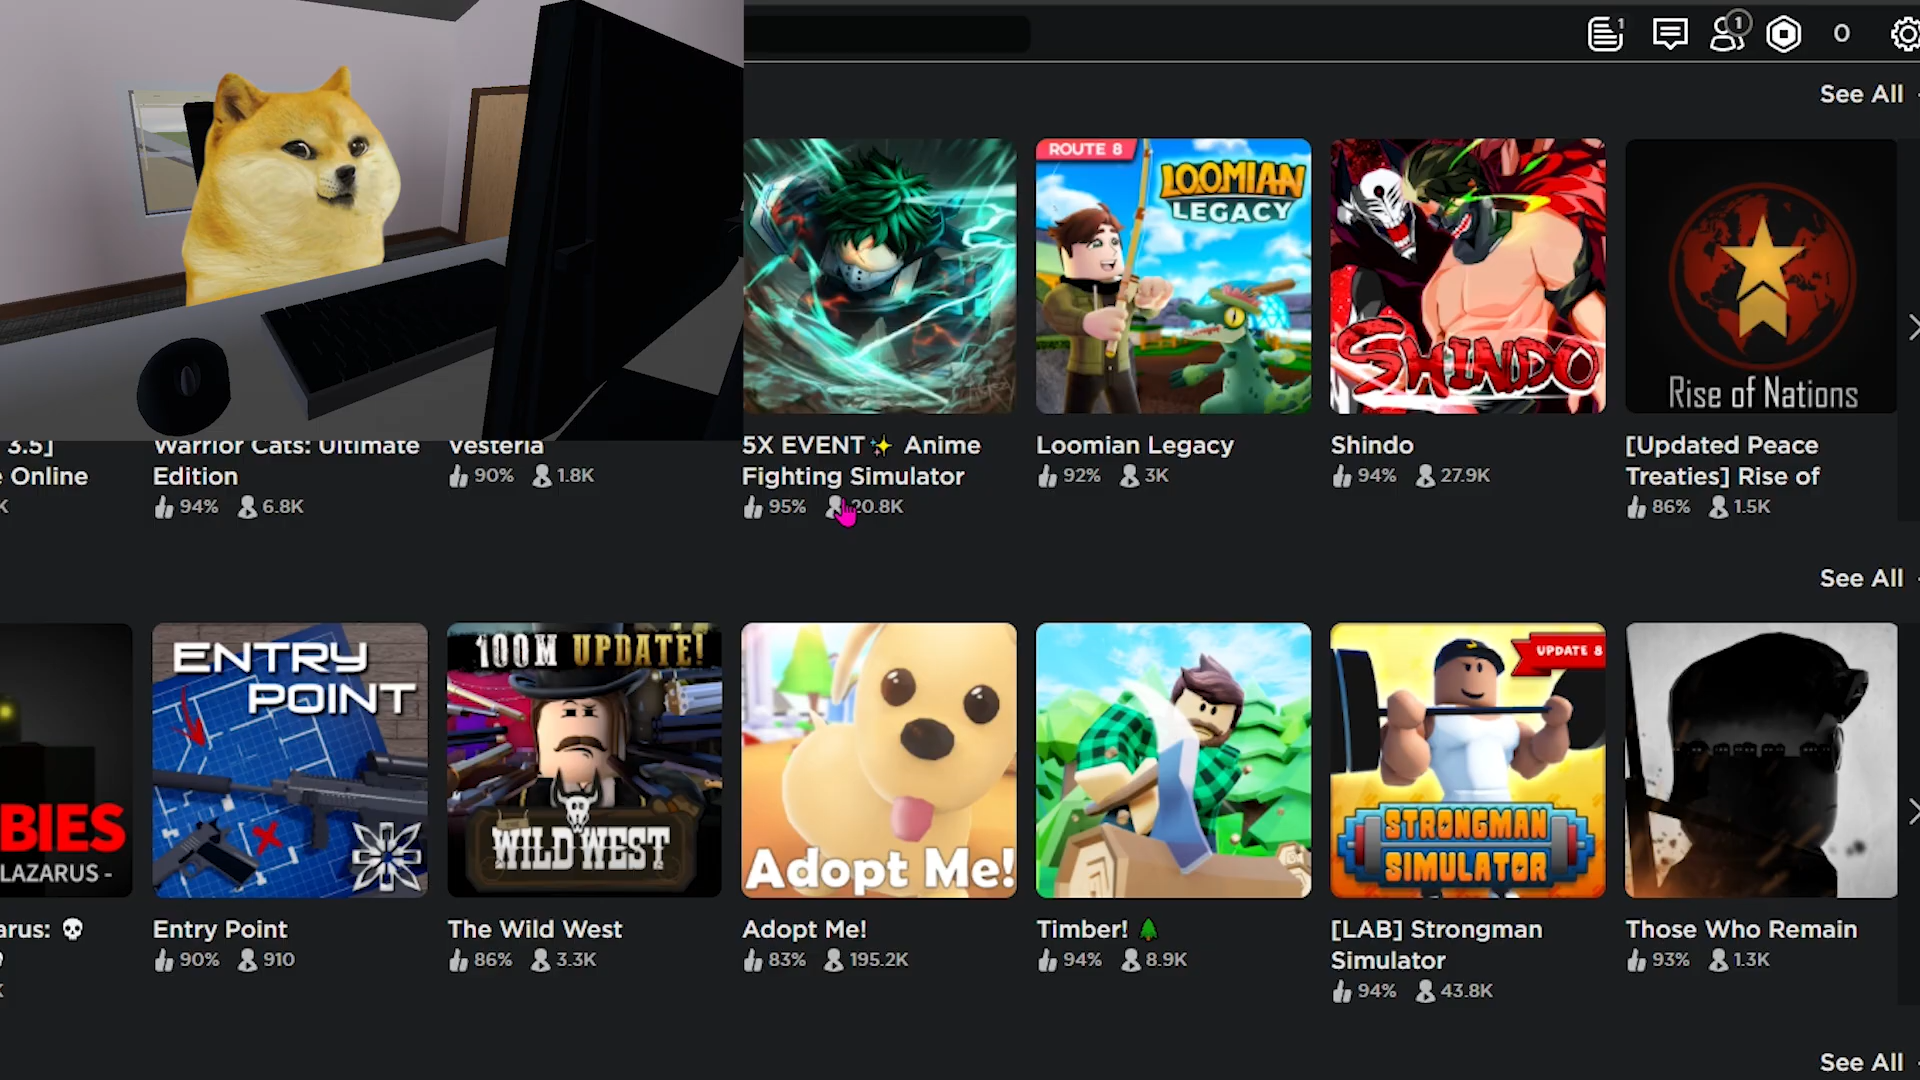 1
1
0
See All
ROUTE 8
LOOMIAN
LEGACY
SHINDO
Rise of Nations
3.5]
Online
Warrior Cats: Ultimate
Edition
94% 6.8K
Vesteria
90% 1.8K
5X EVENT✨ Anime
Fighting Simulator
95% 20.8K
Loomian Legacy
92% 3K
Shindo
94% 27.9K
[Updated Peace
Treaties] Rise of
86% 1.5K
See All
BIES
LAZARUS -
ENTRY
POINT
100M UPDATE!
WILD WEST
Adopt Me!
UPDATE 8
STRONGMAN
SIMULATOR
arus: 💀
Entry Point
90% 910
The Wild West
86% 3.3K
Adopt Me!
83% 195.2K
Timber! 🌲
94% 8.9K
[LAB] Strongman
Simulator
94% 43.8K
Those Who Remain
93% 1.3K
See All